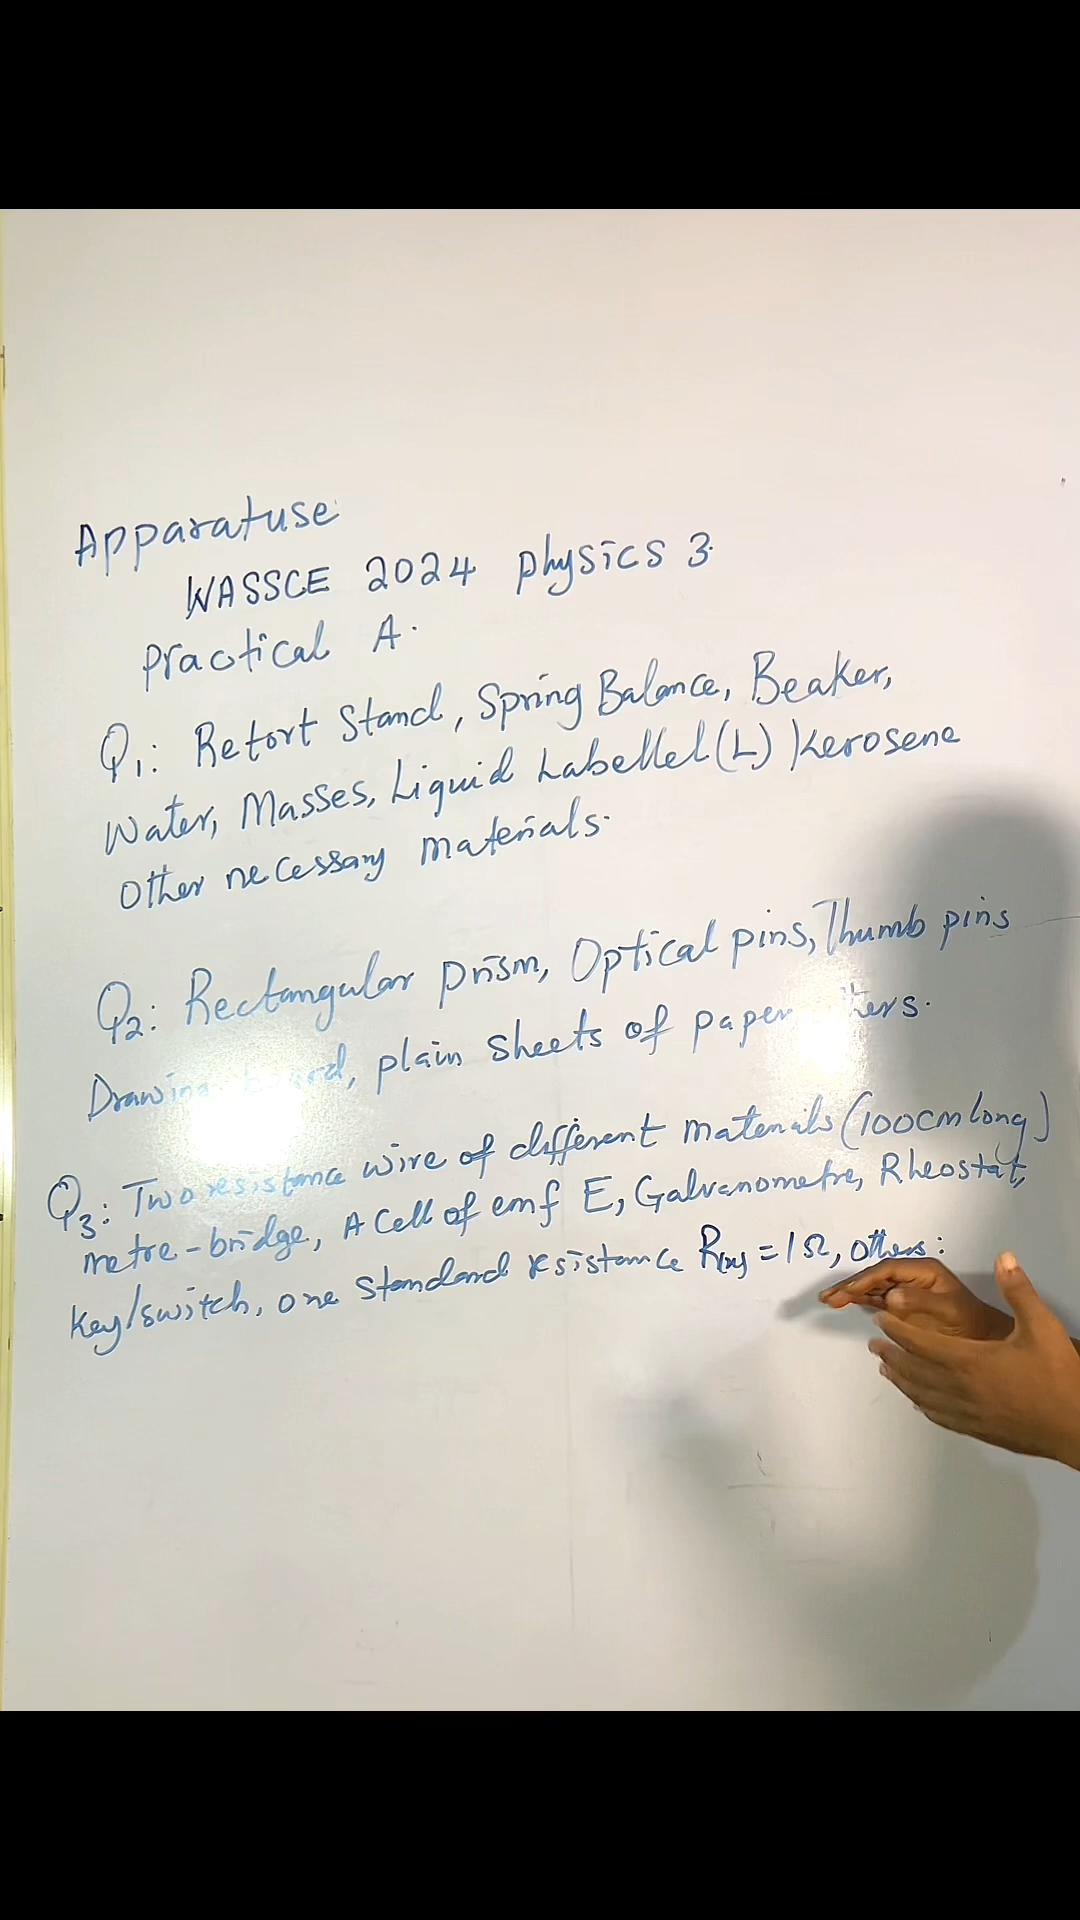 Apparatuse
WASSCE 2024 physics 3
Practical A.
Q1: Retort Stand, Spring Balance, Beaker,
Water, Masses, Liquid Labelled (L) Kerosene
Other necessary materials.
Q2: Rectangular prism, Optical pins, Thumb pins
Drawing board, plain sheets of paper
Q3: Two resistance wire of different materials (100cm long)
Metre-bridge, A cell of emf E, Galvanometre, Rheostat,
Key/switch, one standard resistance = 1Ω, others: